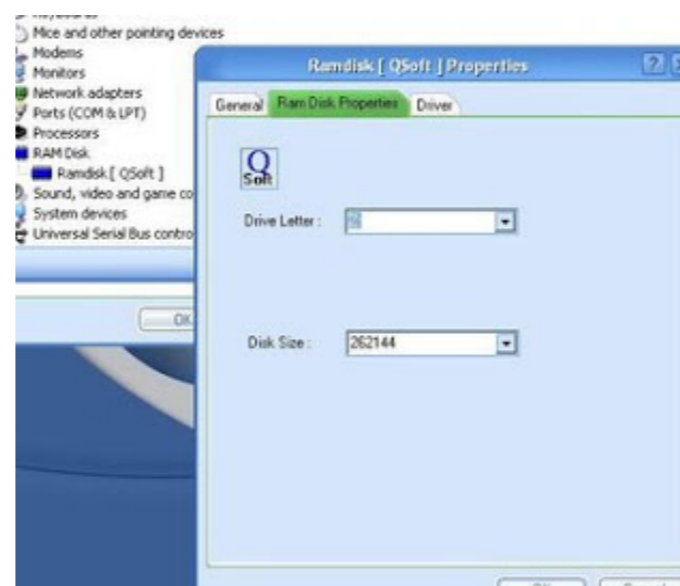 Mice and other pointing devices
Modems
Monitors
Network adapters
Ports (COM & LPT)
Processors
RAM Disk
Ramdisk [ QSoft ]
Sound, video and game co
System devices
Universal Serial Bus contro
OK
Ramdisk [ QSoft ] Properties
General Ram Disk Properties Driver
Q
Soft
Drive Letter :
Disk Size : 262144